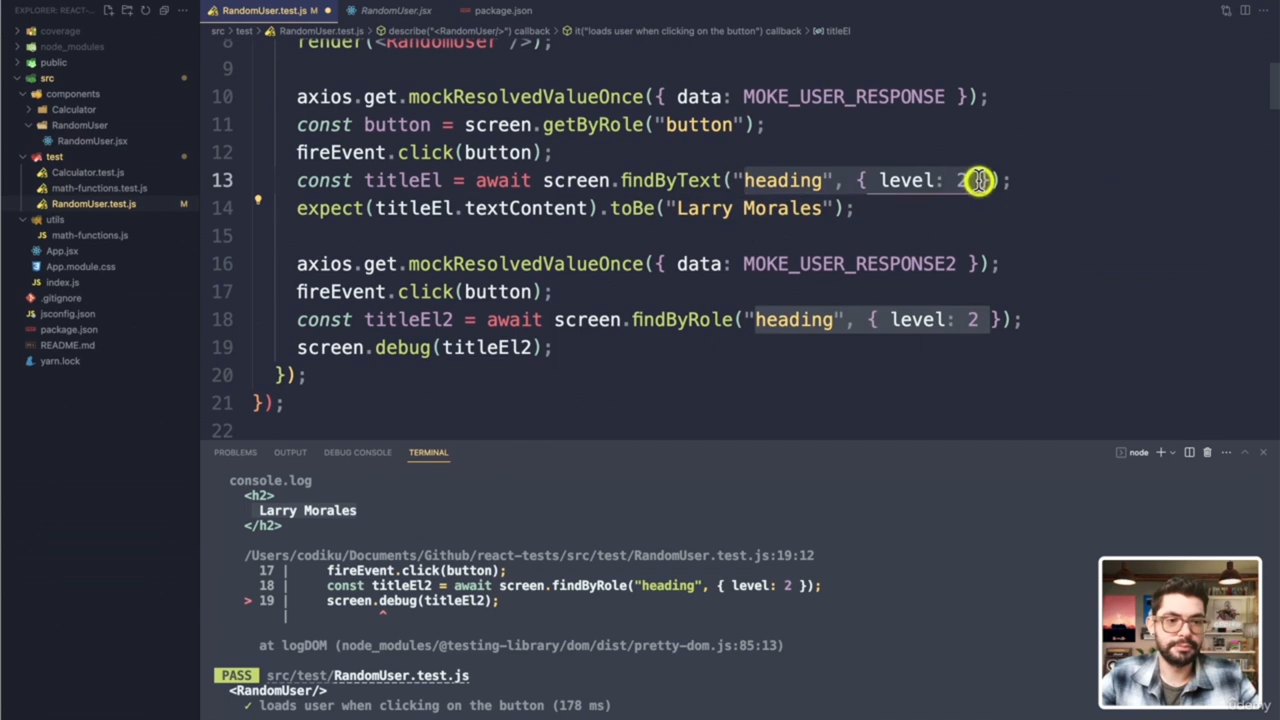 EXPLORER: REACT-...
RandomUser.test.js M
RandomUser.jsx
package.json
coverage
node_modules
public
src
components
Calculator
RandomUser
RandomUser.jsx
test
Calculator.test.js
math-functions.test.js
RandomUser.test.js M
utils
math-functions.js
App.jsx
App.module.css
index.js
.gitignore
jsconfig.json
package.json
README.md
yarn.lock
src > test > RandomUser.test.js > describe("<RandomUser/>") callback > it("loads user when clicking on the button") callback > titleEl
8 render(<RandomUser />);
9
10 axios.get.mockResolvedValueOnce({ data: MOKE_USER_RESPONSE });
11 const button = screen.getByRole("button");
12 fireEvent.click(button);
13 const titleEl = await screen.findByText("heading", { level: 2 });
14 expect(titleEl.textContent).toBe("Larry Morales");
15
16 axios.get.mockResolvedValueOnce({ data: MOKE_USER_RESPONSE2 });
17 fireEvent.click(button);
18 const titleEl2 = await screen.findByRole("heading", { level: 2 });
19 screen.debug(titleEl2);
20 });
21 });
22
PROBLEMS OUTPUT DEBUG CONSOLE TERMINAL node
console.log
<h2>
Larry Morales
</h2>
/Users/codiku/Documents/Github/react-tests/src/test/RandomUser.test.js:19:12
17 | fireEvent.click(button);
18 | const titleEl2 = await screen.findByRole("heading", { level: 2 });
> 19 | screen.debug(titleEl2);
| ^
at logDOM (node_modules/@testing-library/dom/dist/pretty-dom.js:85:13)
PASS src/test/RandomUser.test.js
<RandomUser/>
✓ loads user when clicking on the button (178 ms)
Udemy